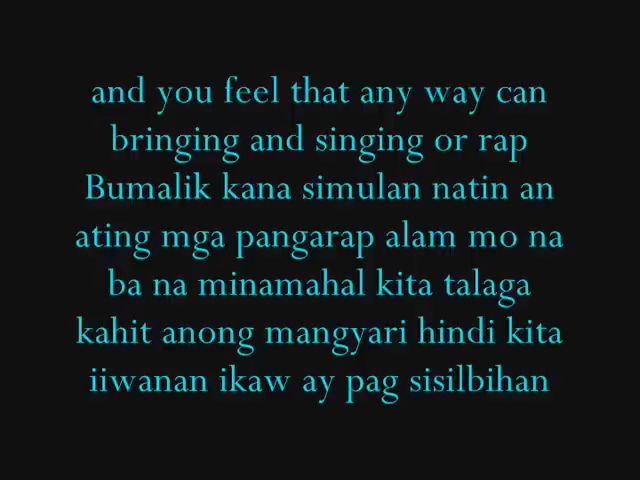 and you feel that any way can
bringing and singing or rap
Bumalik kana simulan natin an
ating mga pangarap alam mo na
ba na minamahal kita talaga
kahit anong mangyari hindi kita
iiwanan ikaw ay pag sisilbihan